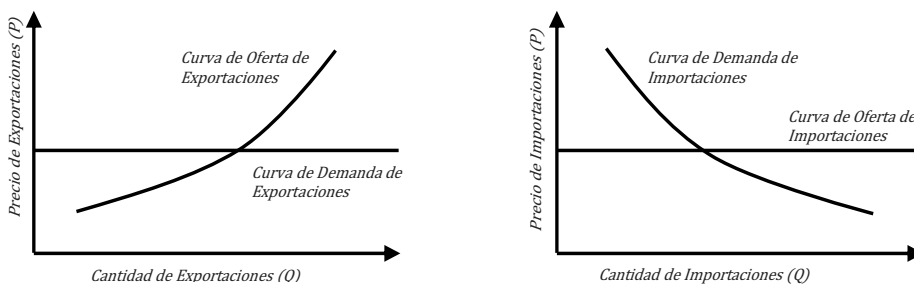 Precio de Exportaciones (P)
Curva de Oferta de
Exportaciones
Curva de Demanda de
Exportaciones
Cantidad de Exportaciones (Q)
Precio de Importaciones (P)
Curva de Demanda de
Importaciones
Curva de Oferta de
Importaciones
Cantidad de Importaciones (Q)